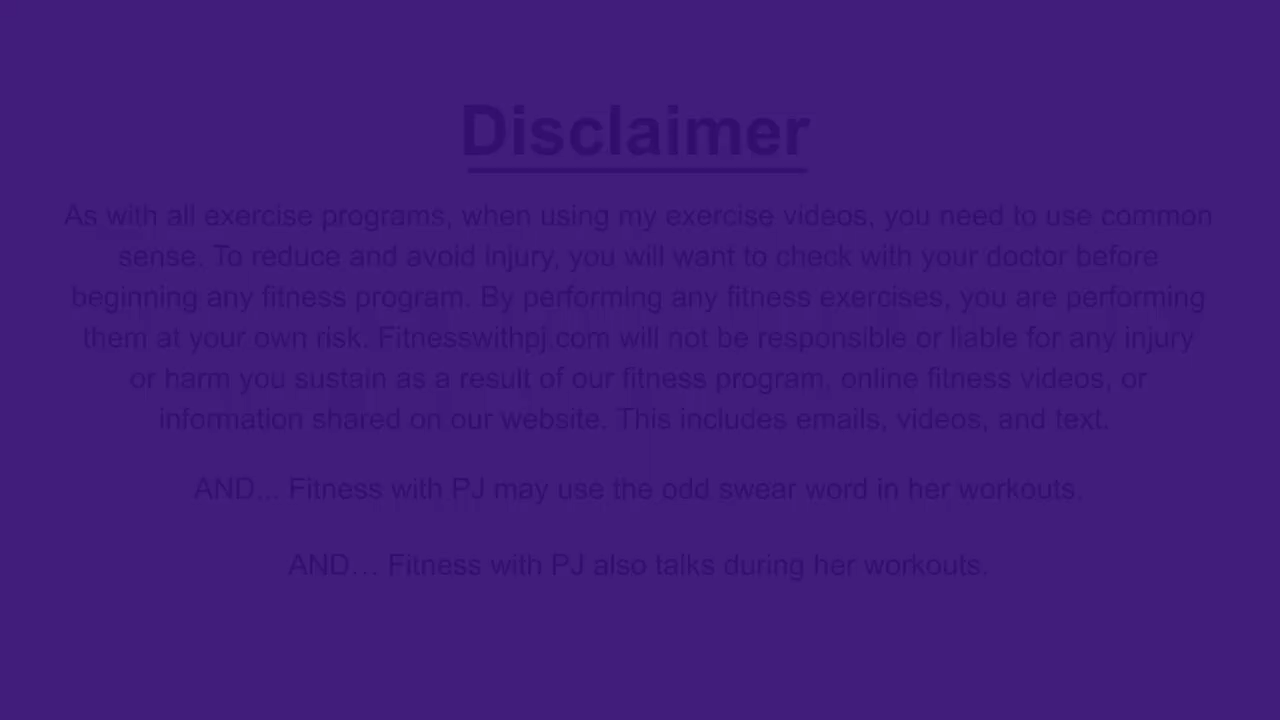 Disclaimer
As with all exercise programs, when using my exercise videos, you need to use common
sense. To reduce and avoid injury, you will want to check with your doctor before
beginning any fitness program. By performing any fitness exercises, you are performing
them at your own risk. Fitnesswithpj.com will not be responsible or liable for any injury
or harm you sustain as a result of our fitness program, online fitness videos, or
information shared on our website. This includes emails, videos, and text.
AND... Fitness with PJ may use the odd swear word in her workouts.
AND... Fitness with PJ also talks during her workouts.